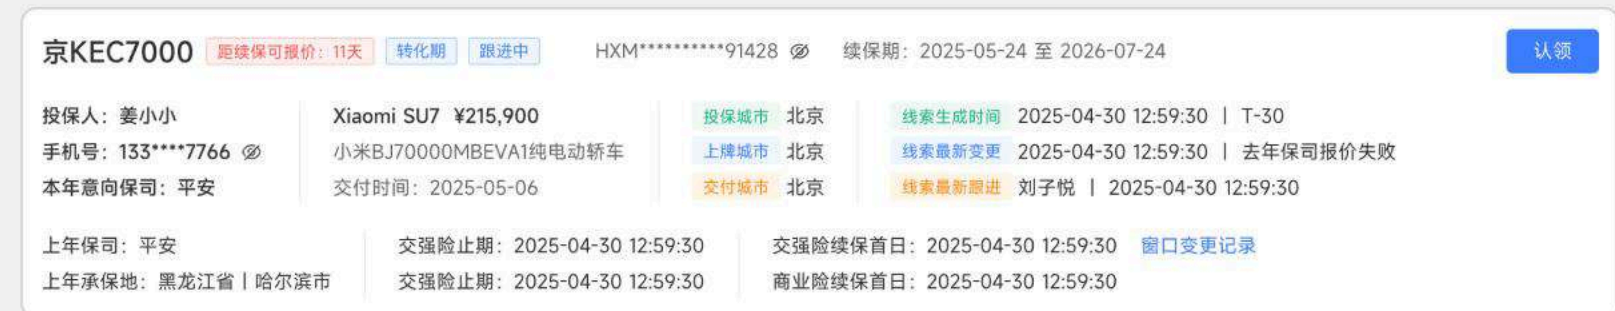 京KEC7000 距续保可报价：11天 转化期 跟进中 HXM**********91428 续保期：2025-05-24 至 2026-07-24 认领
投保人：姜小小 Xiaomi SU7 ¥215,900 投保城市 北京 线索生成时间 2025-04-30 12:59:30 | T-30
手机号：133****7766 小米BJ70000MBEVA1纯电动轿车 上牌城市 北京 线索最新变更 2025-04-30 12:59:30 | 去年保司报价失败
本年意向保司：平安 交付时间：2025-05-06 交付城市 北京 线索最新跟进 刘子悦 | 2025-04-30 12:59:30
上年保司：平安 交强险止期：2025-04-30 12:59:30 交强险续保首日：2025-04-30 12:59:30 窗口变更记录
上年承保地：黑龙江省 | 哈尔滨市 交强险止期：2025-04-30 12:59:30 商业险续保首日：2025-04-30 12:59:30